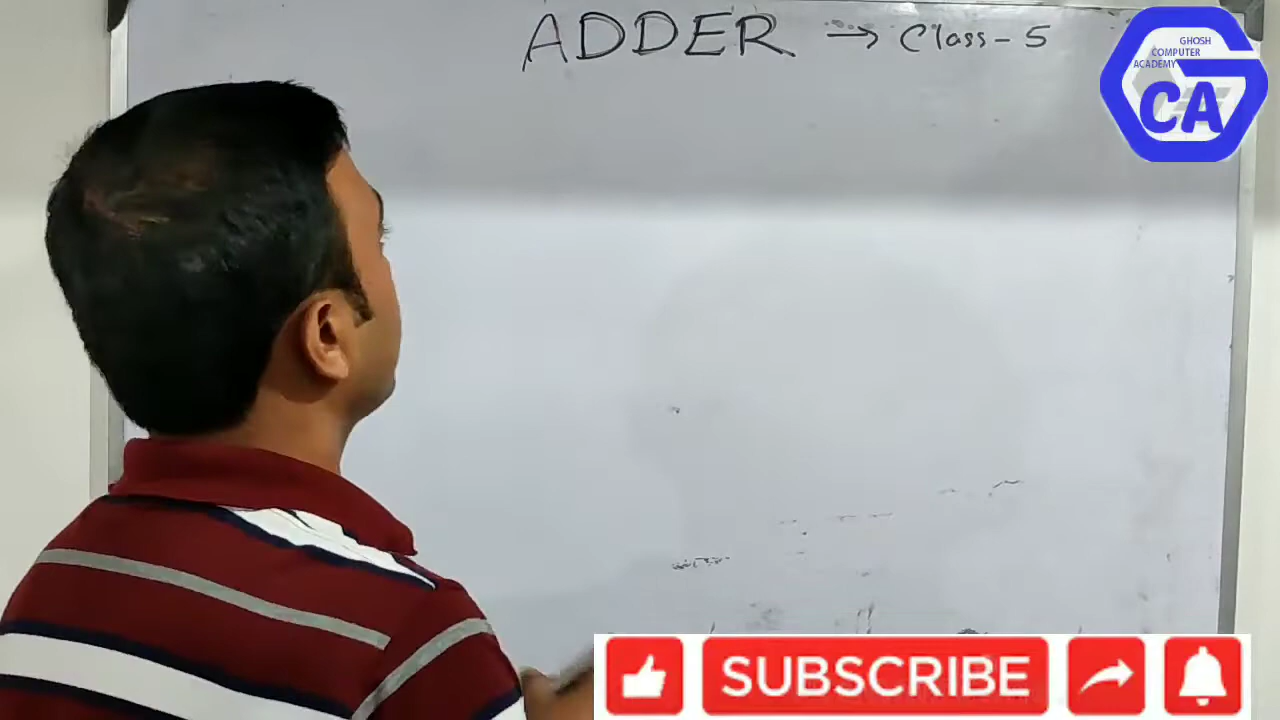 ADDER → Class-5
GHOSH
COMPUTER
ACADEMY
CA
SUBSCRIBE